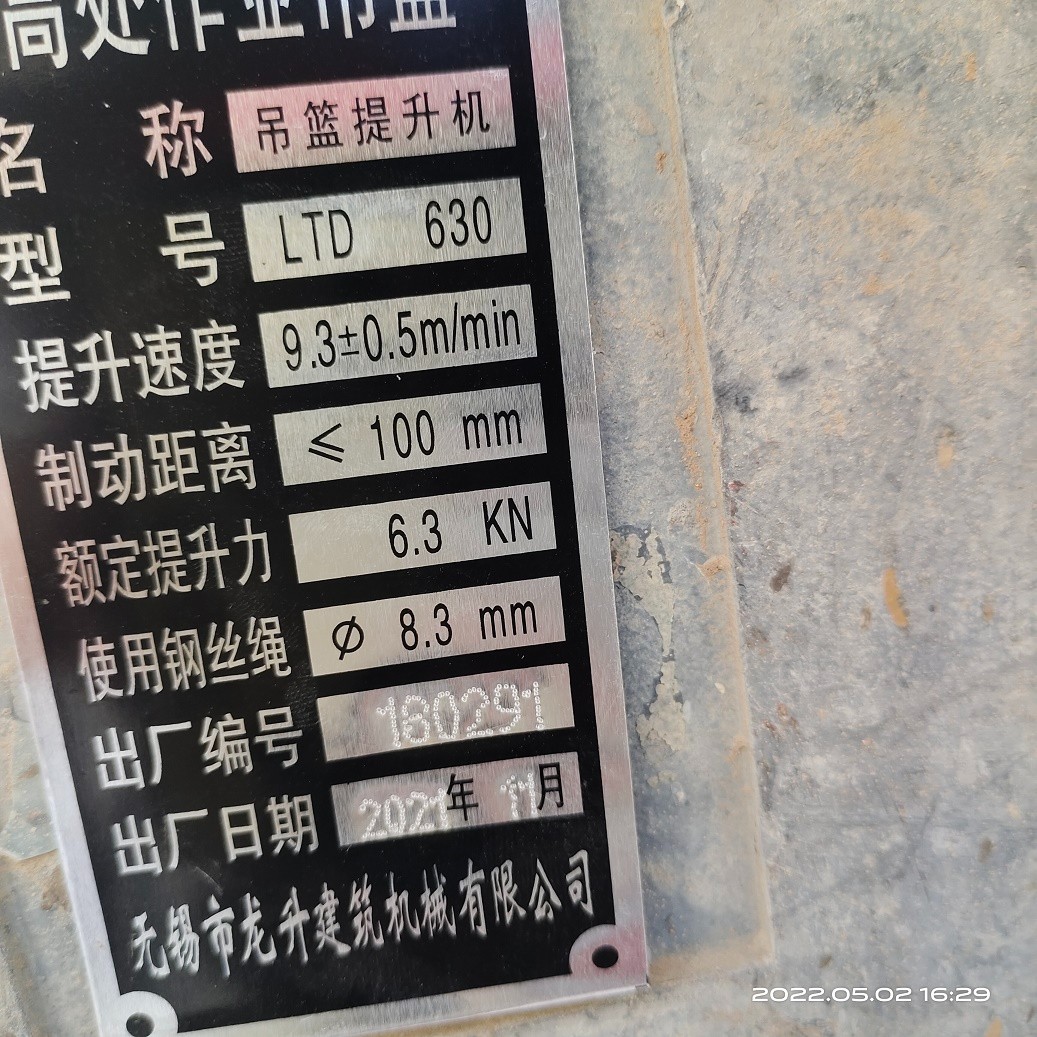 高处作业吊篮
名 称 吊篮提升机
型 号 LTD 630
提升速度 9.3±0.5m/min
制动距离 ≤ 100 mm
额定提升力 6.3 KN
使用钢丝绳 Ø 8.3 mm
出厂编号 160291
出厂日期 2021年 11月
无锡市龙升建筑机械有限公司
2022.05.02 16:29